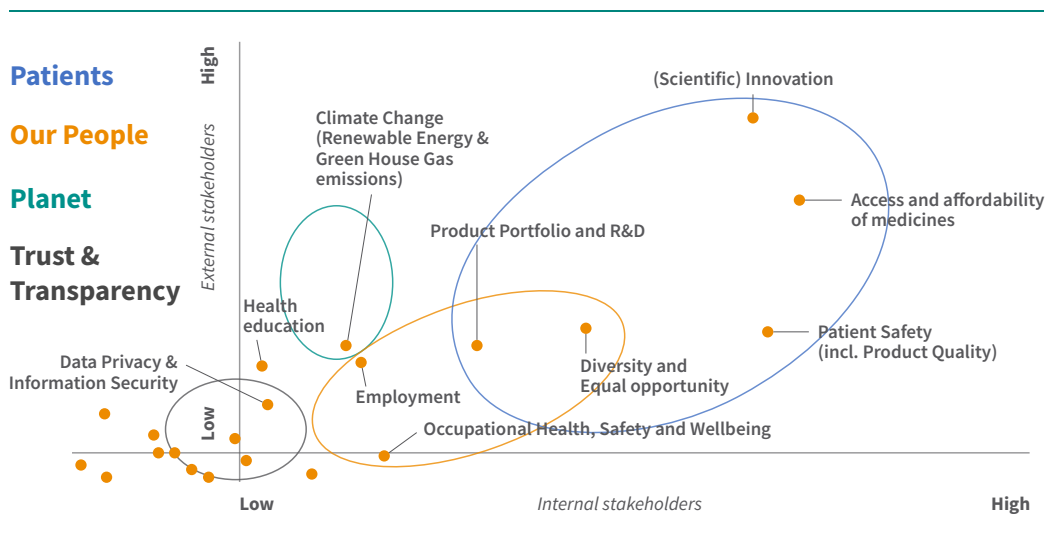 Patients
Our People
Planet
Trust &
Transparency
High
External stakeholders
Low
(Scientific) Innovation
Climate Change
(Renewable Energy &
Green House Gas
emissions)
Access and affordability
of medicines
Product Portfolio and R&D
Health
education
Patient Safety
(incl. Product Quality)
Data Privacy &
Information Security
Diversity and
Equal opportunity
Employment
Occupational Health, Safety and Wellbeing
Low
Internal stakeholders
High